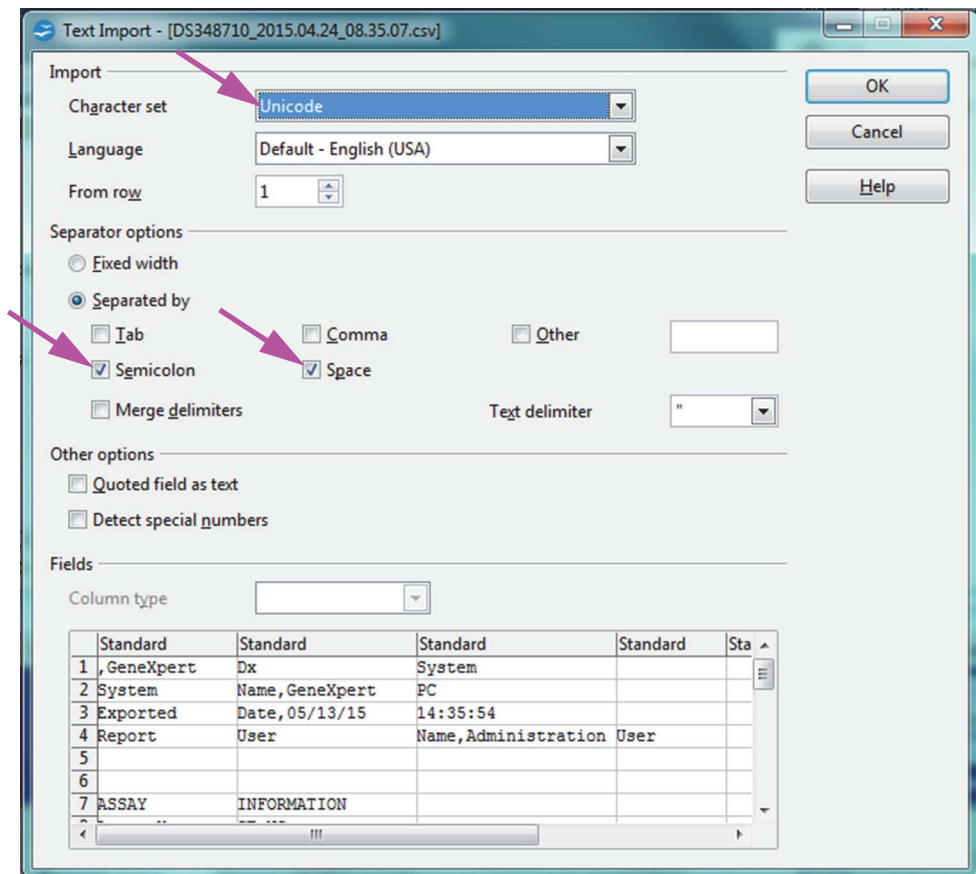 Text Import - [DS348710_2015.04.24_08.35.07.csv]
Import
OK
Character set Unicode
Cancel
Language Default - English (USA)
From row 1
Help
Separator options
Fixed width
Separated by
Tab Comma Other
Semicolon Space
Merge delimiters Text delimiter "
Other options
Quoted field as text
Detect special numbers
Fields
Column type
Standard Standard Standard Standard Sta
1 ,GeneXpert Dx System
2 System Name,GeneXpert PC
3 Exported Date,05/13/15 14:35:54
4 Report User Name,Administration User
5
6
7 ASSAY INFORMATION